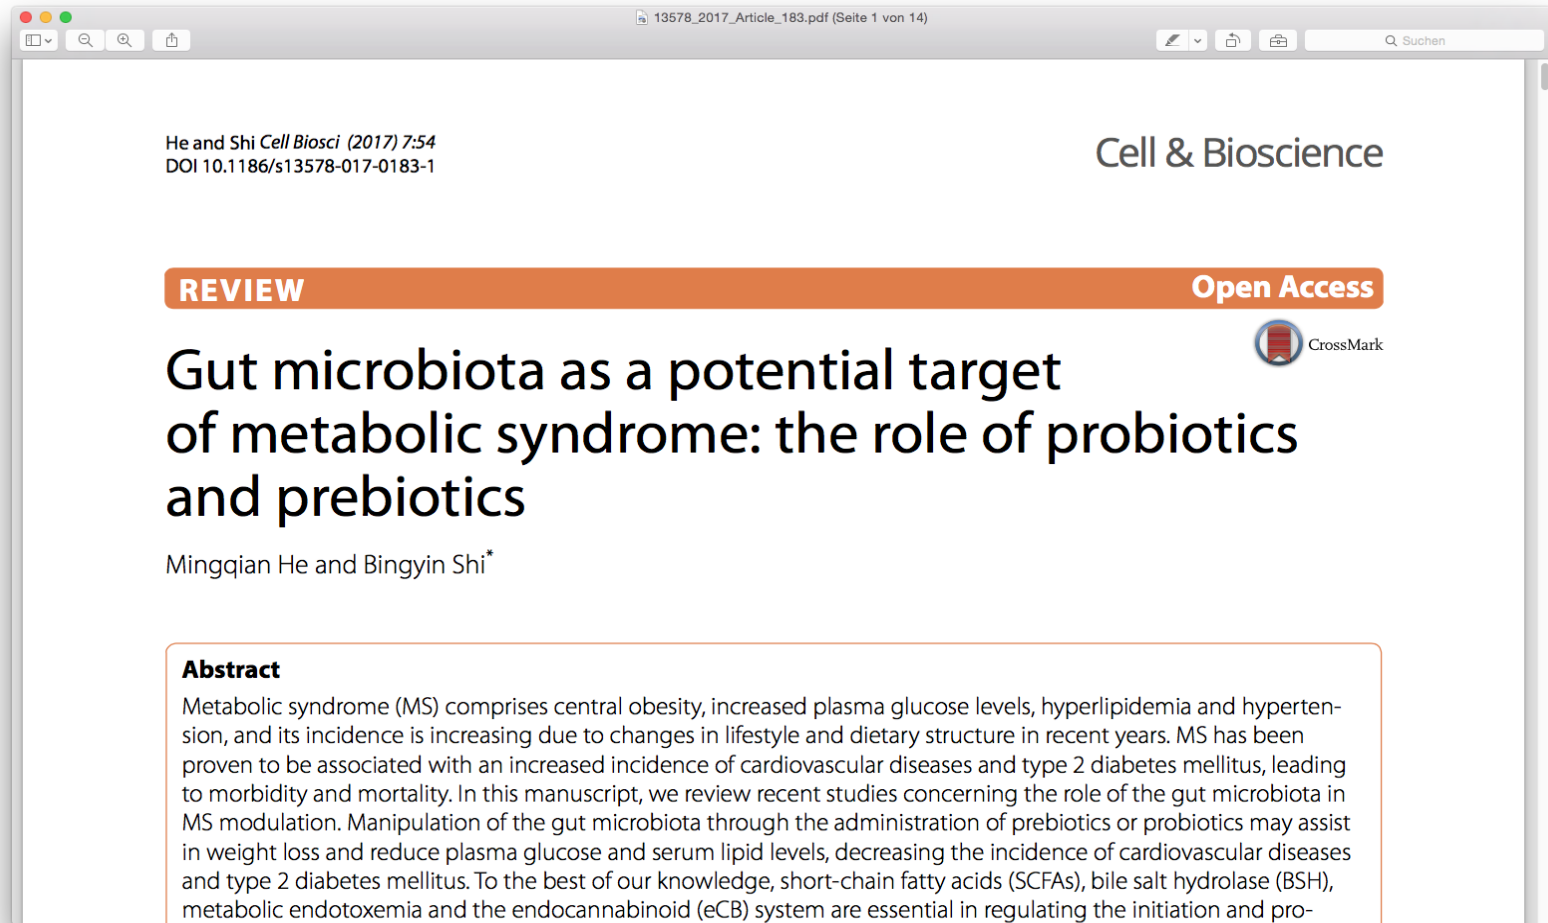 13578_2017_Article_183.pdf (Seite 1 von 14)
Suchen
He and Shi Cell Biosci (2017) 7:54
DOI 10.1186/s13578-017-0183-1
Cell & Bioscience
REVIEW
Open Access
CrossMark
Gut microbiota as a potential target
of metabolic syndrome: the role of probiotics
and prebiotics
Mingqian He and Bingyin Shi*
Abstract
Metabolic syndrome (MS) comprises central obesity, increased plasma glucose levels, hyperlipidemia and hyperten-
sion, and its incidence is increasing due to changes in lifestyle and dietary structure in recent years. MS has been
proven to be associated with an increased incidence of cardiovascular diseases and type 2 diabetes mellitus, leading
to morbidity and mortality. In this manuscript, we review recent studies concerning the role of the gut microbiota in
MS modulation. Manipulation of the gut microbiota through the administration of prebiotics or probiotics may assist
in weight loss and reduce plasma glucose and serum lipid levels, decreasing the incidence of cardiovascular diseases
and type 2 diabetes mellitus. To the best of our knowledge, short-chain fatty acids (SCFAs), bile salt hydrolase (BSH),
metabolic endotoxemia and the endocannabinoid (eCB) system are essential in regulating the initiation and pro-